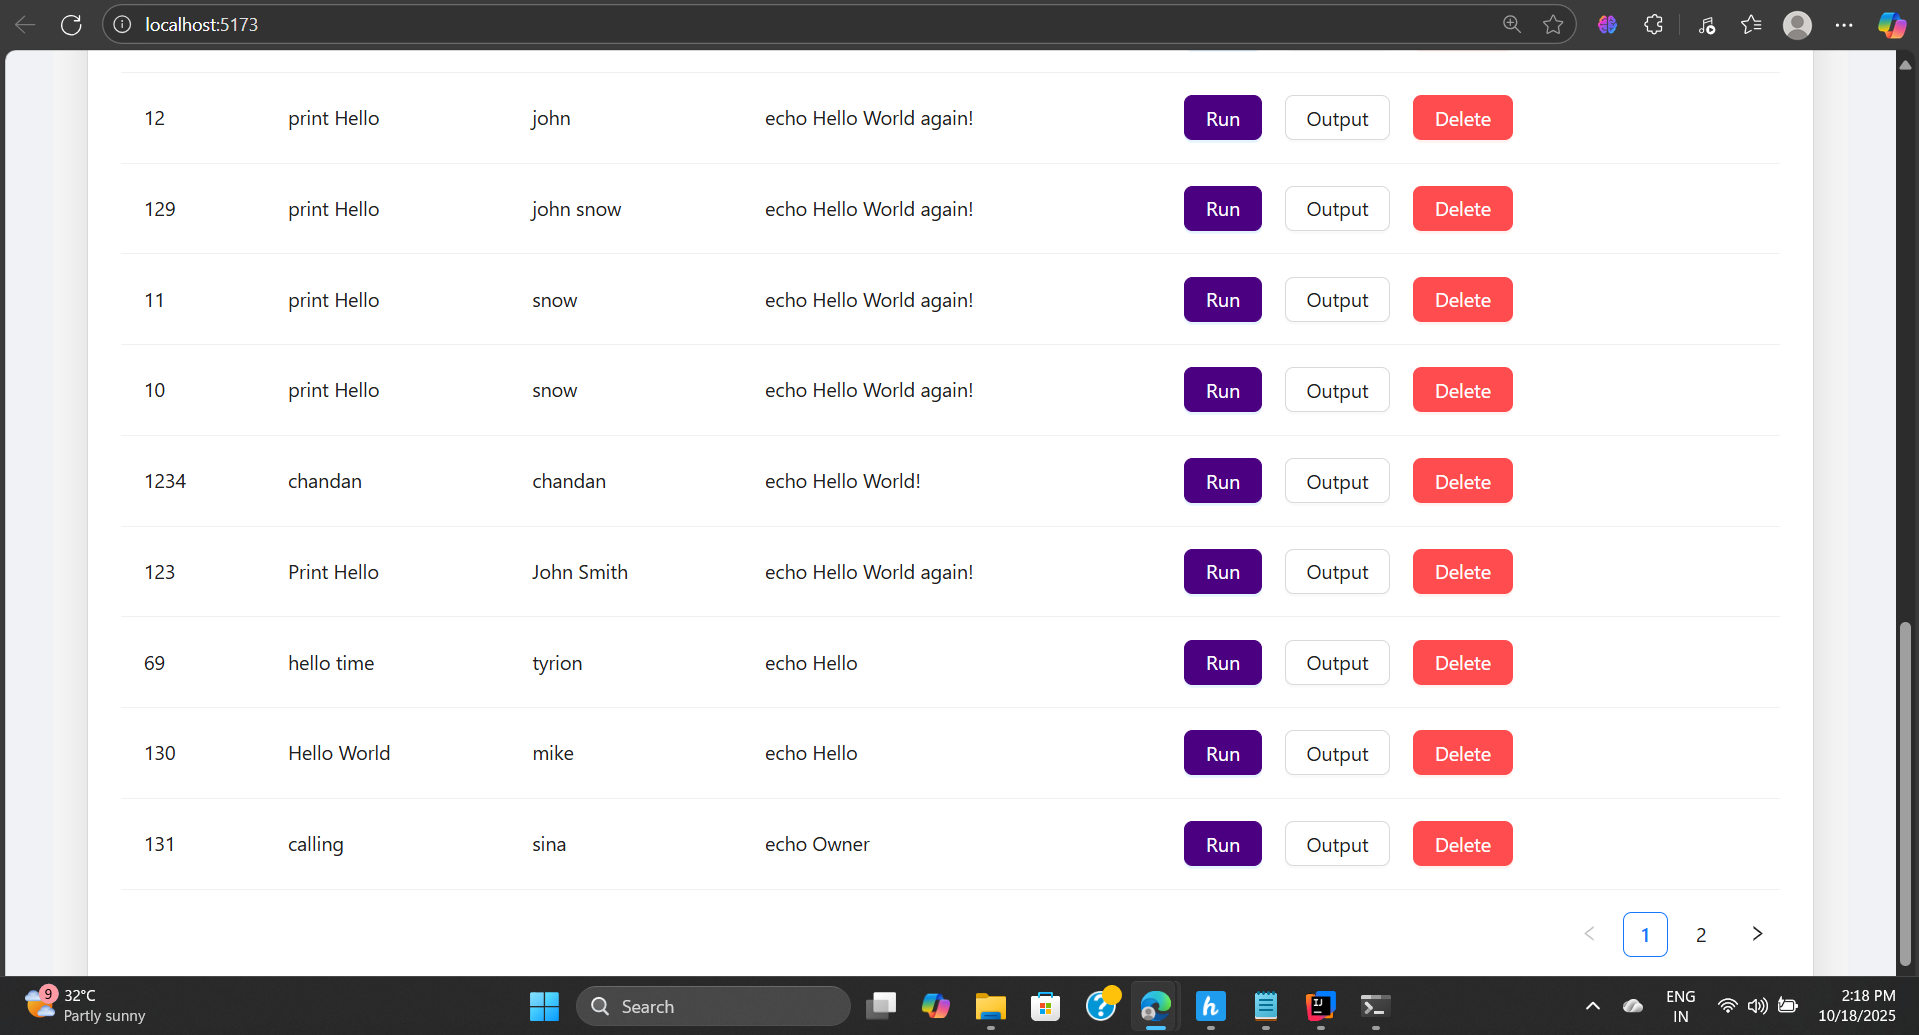 localhost:5173
12 print Hello john echo Hello World again! Run Output Delete
129 print Hello john snow echo Hello World again! Run Output Delete
11 print Hello snow echo Hello World again! Run Output Delete
10 print Hello snow echo Hello World again! Run Output Delete
1234 chandan chandan echo Hello World! Run Output Delete
123 Print Hello John Smith echo Hello World again! Run Output Delete
69 hello time tyrion echo Hello Run Output Delete
130 Hello World mike echo Hello Run Output Delete
131 calling sina echo Owner Run Output Delete
< 1 2 >
9 32°C
Partly sunny
Search
h
IJ
ENG
IN
2:18 PM
10/18/2025